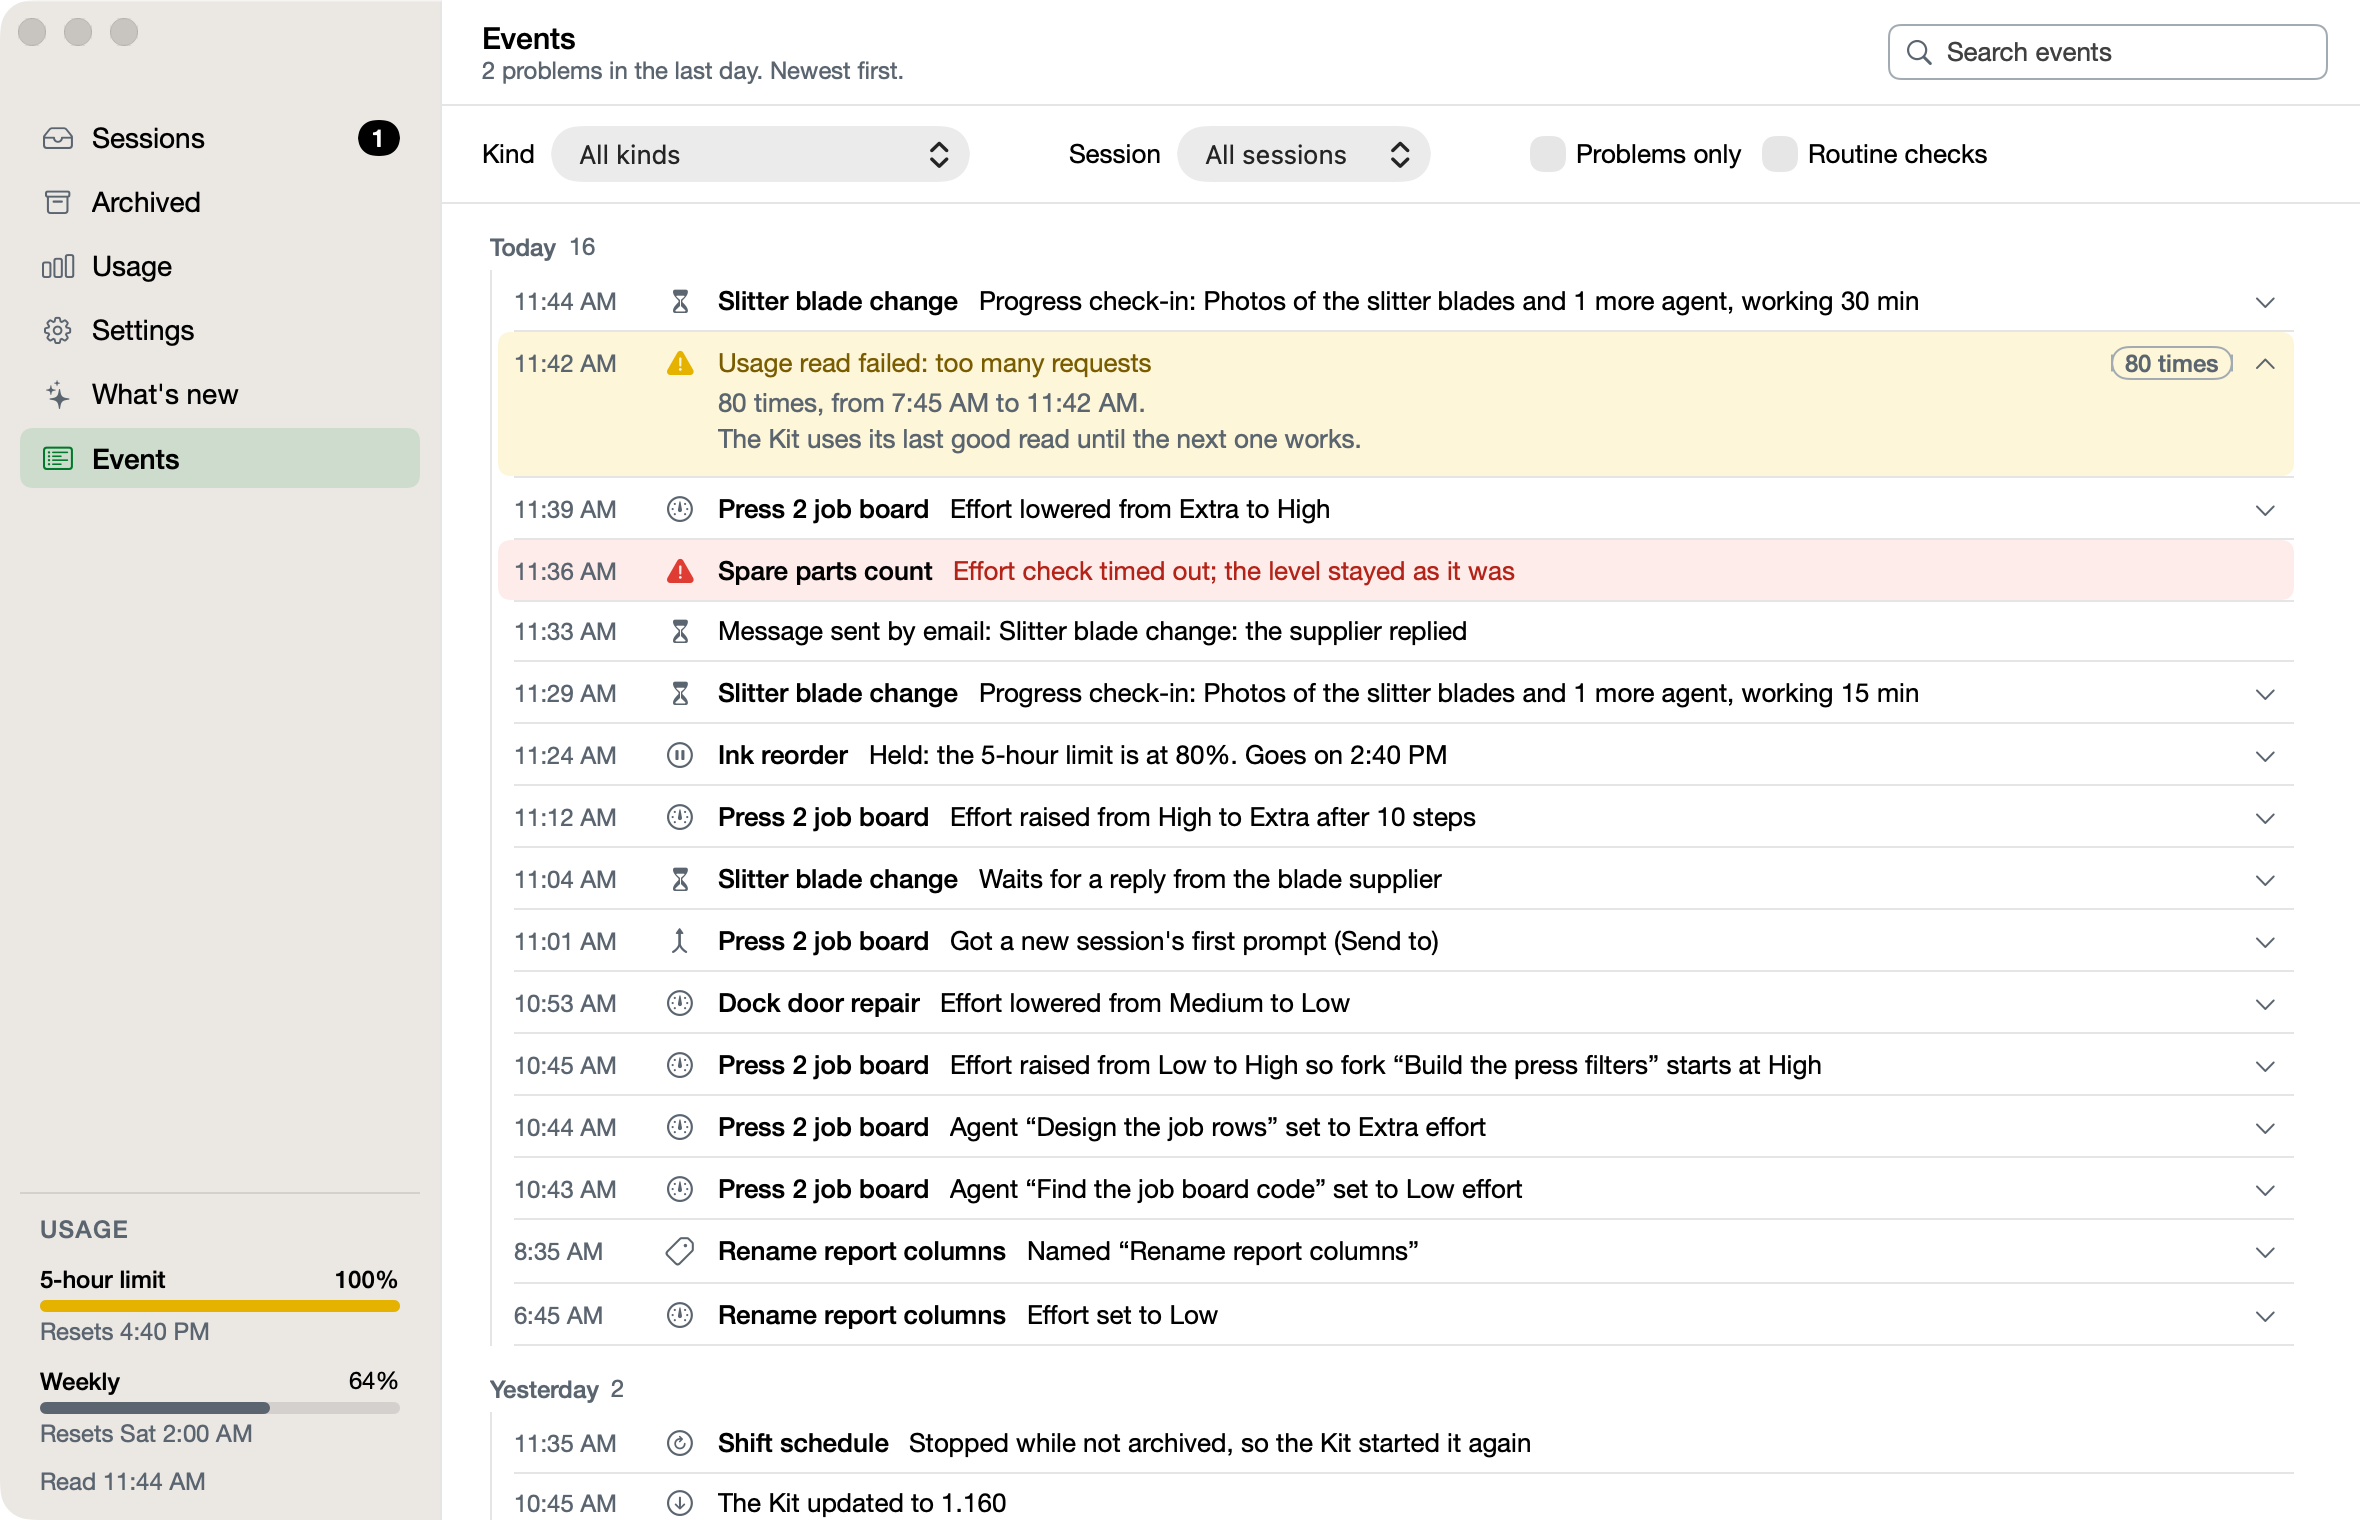 Sessions 1
Archived
Usage
Settings
What's new
Events
USAGE
5-hour limit 100%
Resets 4:40 PM
Weekly 64%
Resets Sat 2:00 AM
Read 11:44 AM
Events
2 problems in the last day. Newest first.
Search events
Kind All kinds Session All sessions Problems only Routine checks
Today 16
11:44 AM Slitter blade change Progress check-in: Photos of the slitter blades and 1 more agent, working 30 min
11:42 AM Usage read failed: too many requests 80 times
80 times, from 7:45 AM to 11:42 AM.
The Kit uses its last good read until the next one works.
11:39 AM Press 2 job board Effort lowered from Extra to High
11:36 AM Spare parts count Effort check timed out; the level stayed as it was
11:33 AM Message sent by email: Slitter blade change: the supplier replied
11:29 AM Slitter blade change Progress check-in: Photos of the slitter blades and 1 more agent, working 15 min
11:24 AM Ink reorder Held: the 5-hour limit is at 80%. Goes on 2:40 PM
11:12 AM Press 2 job board Effort raised from High to Extra after 10 steps
11:04 AM Slitter blade change Waits for a reply from the blade supplier
11:01 AM Press 2 job board Got a new session's first prompt (Send to)
10:53 AM Dock door repair Effort lowered from Medium to Low
10:45 AM Press 2 job board Effort raised from Low to High so fork “Build the press filters” starts at High
10:44 AM Press 2 job board Agent “Design the job rows” set to Extra effort
10:43 AM Press 2 job board Agent “Find the job board code” set to Low effort
8:35 AM Rename report columns Named “Rename report columns”
6:45 AM Rename report columns Effort set to Low
Yesterday 2
11:35 AM Shift schedule Stopped while not archived, so the Kit started it again
10:45 AM The Kit updated to 1.160